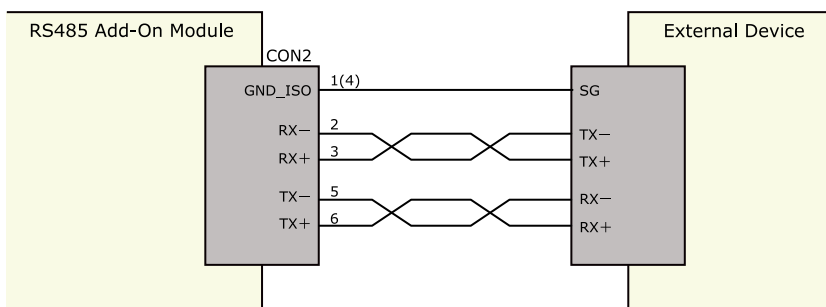 RS485 Add-On Module
External Device
CON2
GND_ISO 1(4) SG
RX− 2 TX−
RX+ 3 TX+
TX− 5 RX−
TX+ 6 RX+